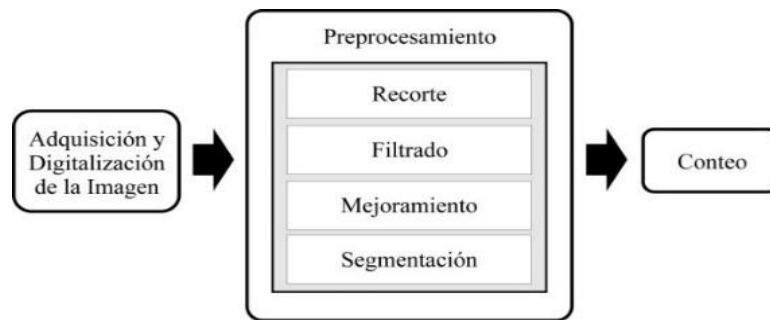 Adquisición y
Digitalización
de la Imagen
Preprocesamiento
Recorte
Filtrado
Mejoramiento
Segmentación
Conteo